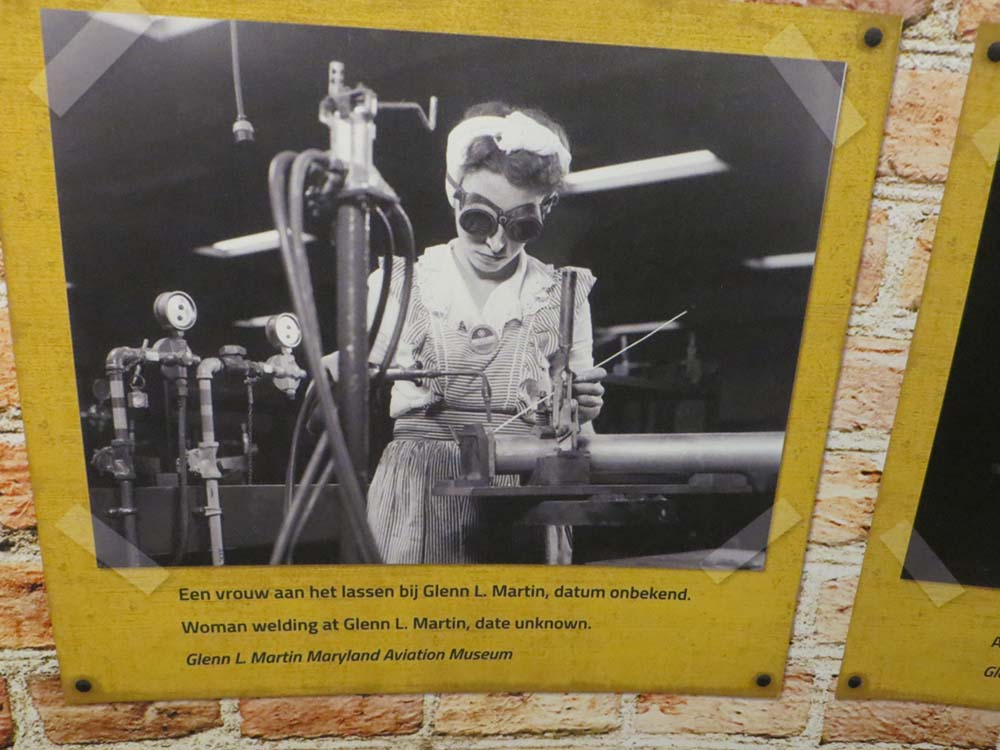 Een vrouw aan het lassen bij Glenn L. Martin, datum onbekend.
Woman welding at Glenn L. Martin, date unknown.
Glenn L. Martin Maryland Aviation Museum